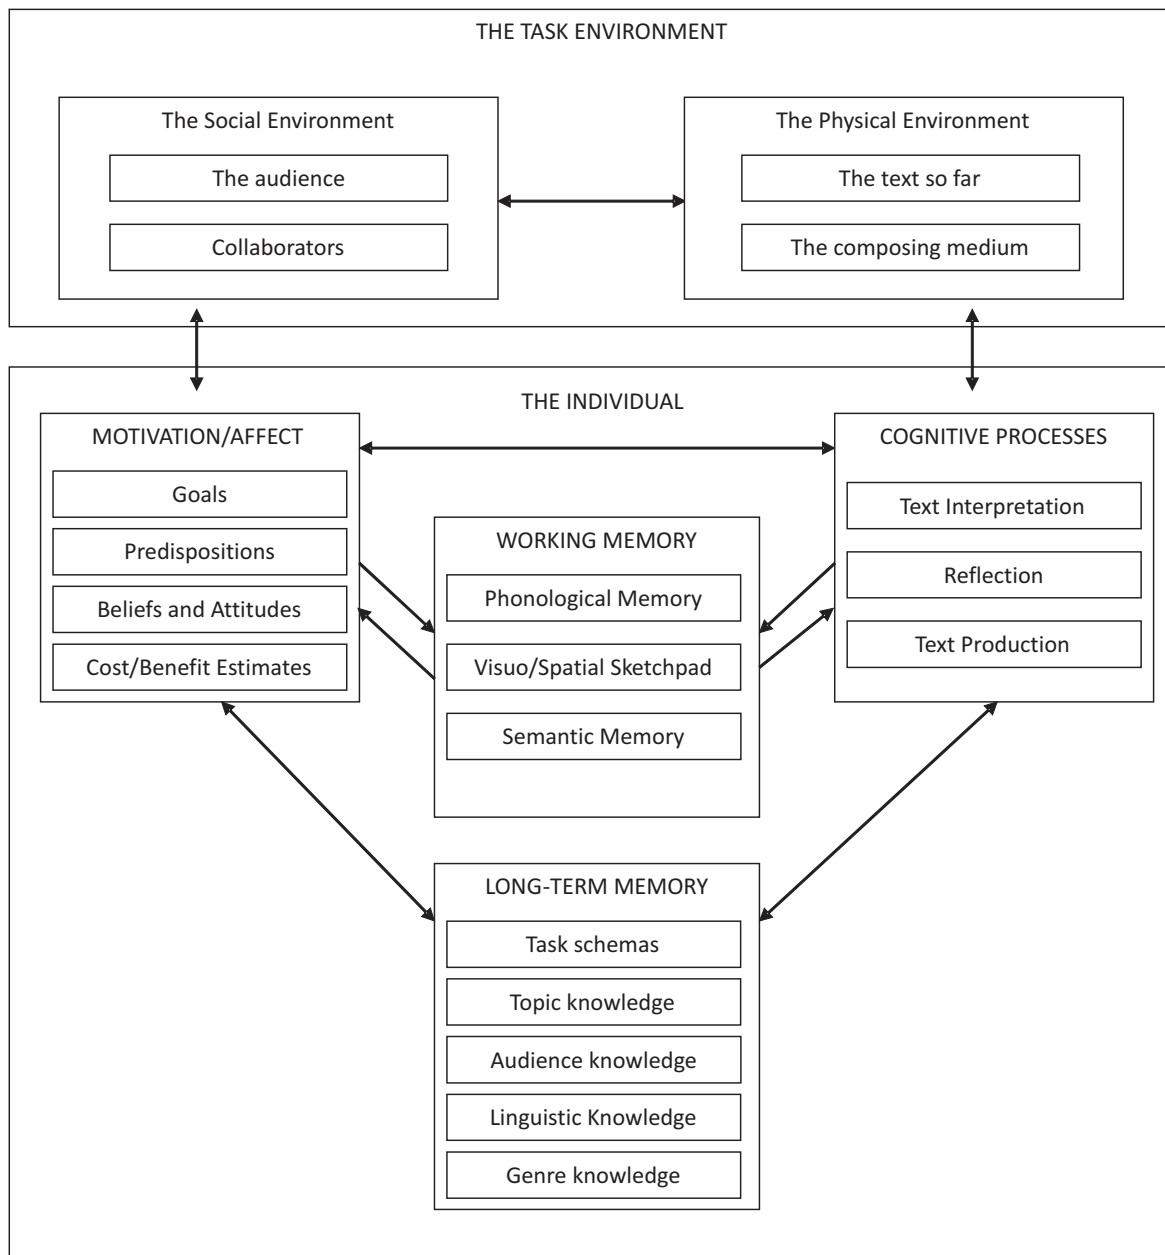 THE TASK ENVIRONMENT
The Social Environment
The audience
Collaborators
The Physical Environment
The text so far
The composing medium
THE INDIVIDUAL
MOTIVATION/AFFECT
Goals
Predispositions
Beliefs and Attitudes
Cost/Benefit Estimates
WORKING MEMORY
Phonological Memory
Visuo/Spatial Sketchpad
Semantic Memory
COGNITIVE PROCESSES
Text Interpretation
Reflection
Text Production
LONG-TERM MEMORY
Task schemas
Topic knowledge
Audience knowledge
Linguistic Knowledge
Genre knowledge